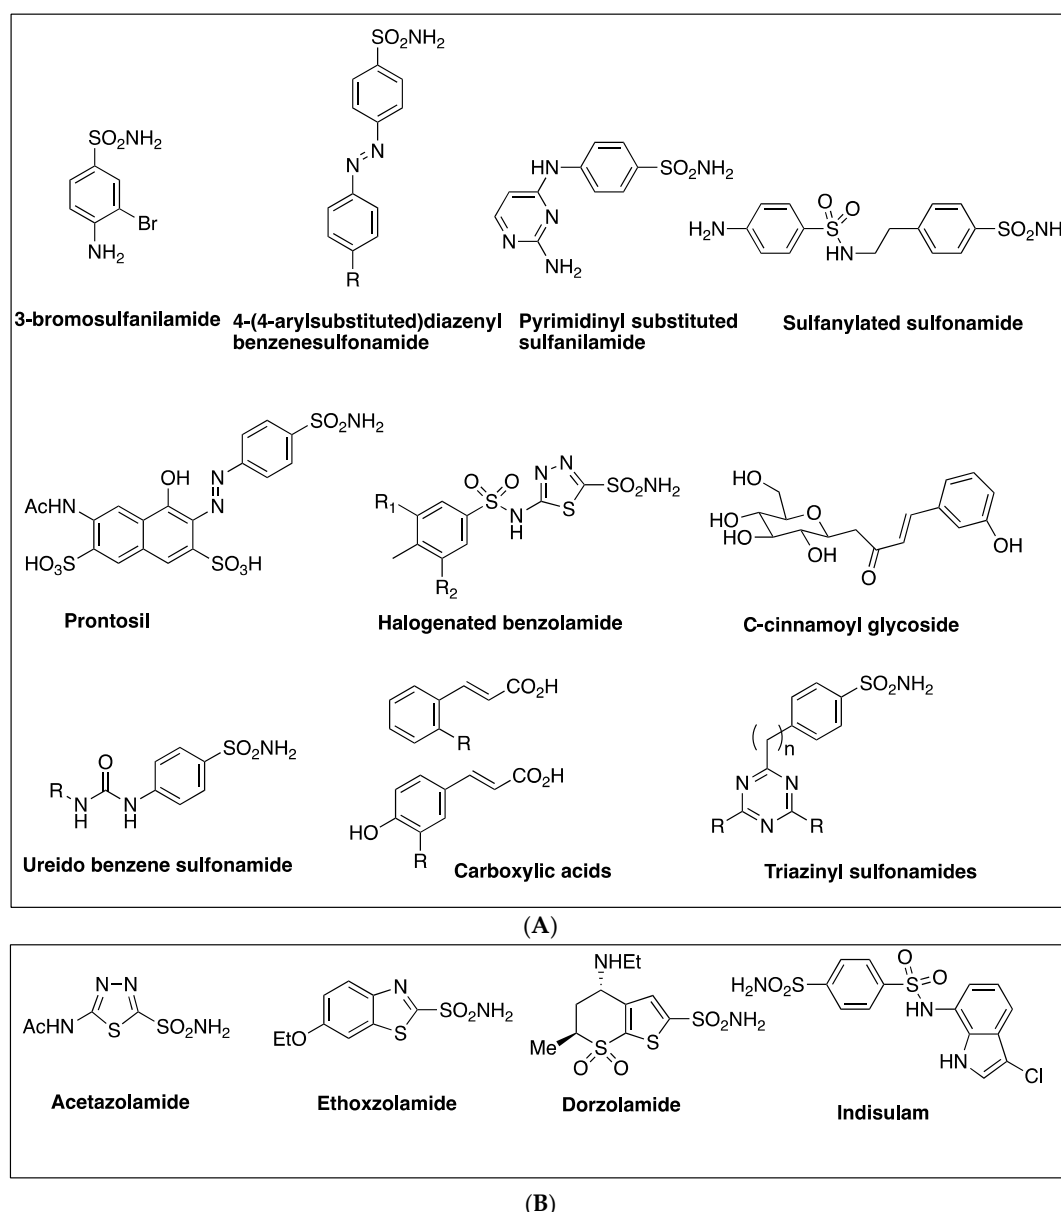 SO₂NH₂
SO₂NH₂
N
N
Br
NH₂
R
HN
SO₂NH₂
N
N
NH₂
H₂N
O
O
S
HN
SO₂NH
3-bromosulfanilamide
4-(4-arylsubstituted)diazenyl
benzenesulfonamide
Pyrimidinyl substituted
sulfanilamide
Sulfanylated sulfonamide
SO₂NH₂
OH
N
N
AcHN
HO₃S
SO₃H
R₁
O
O
S
N
H
N
N
S
SO₂NH₂
R₂
HO
HO
HO
O
OH
O
OH
Prontosil
Halogenated benzolamide
C-cinnamoyl glycoside
SO₂NH₂
O
R
N
H
N
H
CO₂H
R
CO₂H
HO
R
SO₂NH₂
( )
n
N
N
R
N
R
Ureido benzene sulfonamide
Carboxylic acids
Triazinyl sulfonamides
(A)
N
N
AcHN
S
SO₂NH₂
N
SO₂NH₂
EtO
S
NHEt
SO₂NH₂
Me
S
S
O
O
NH₂SO₂
O
O
S
N
H
HN
Cl
Acetazolamide
Ethoxzolamide
Dorzolamide
Indisulam
(B)